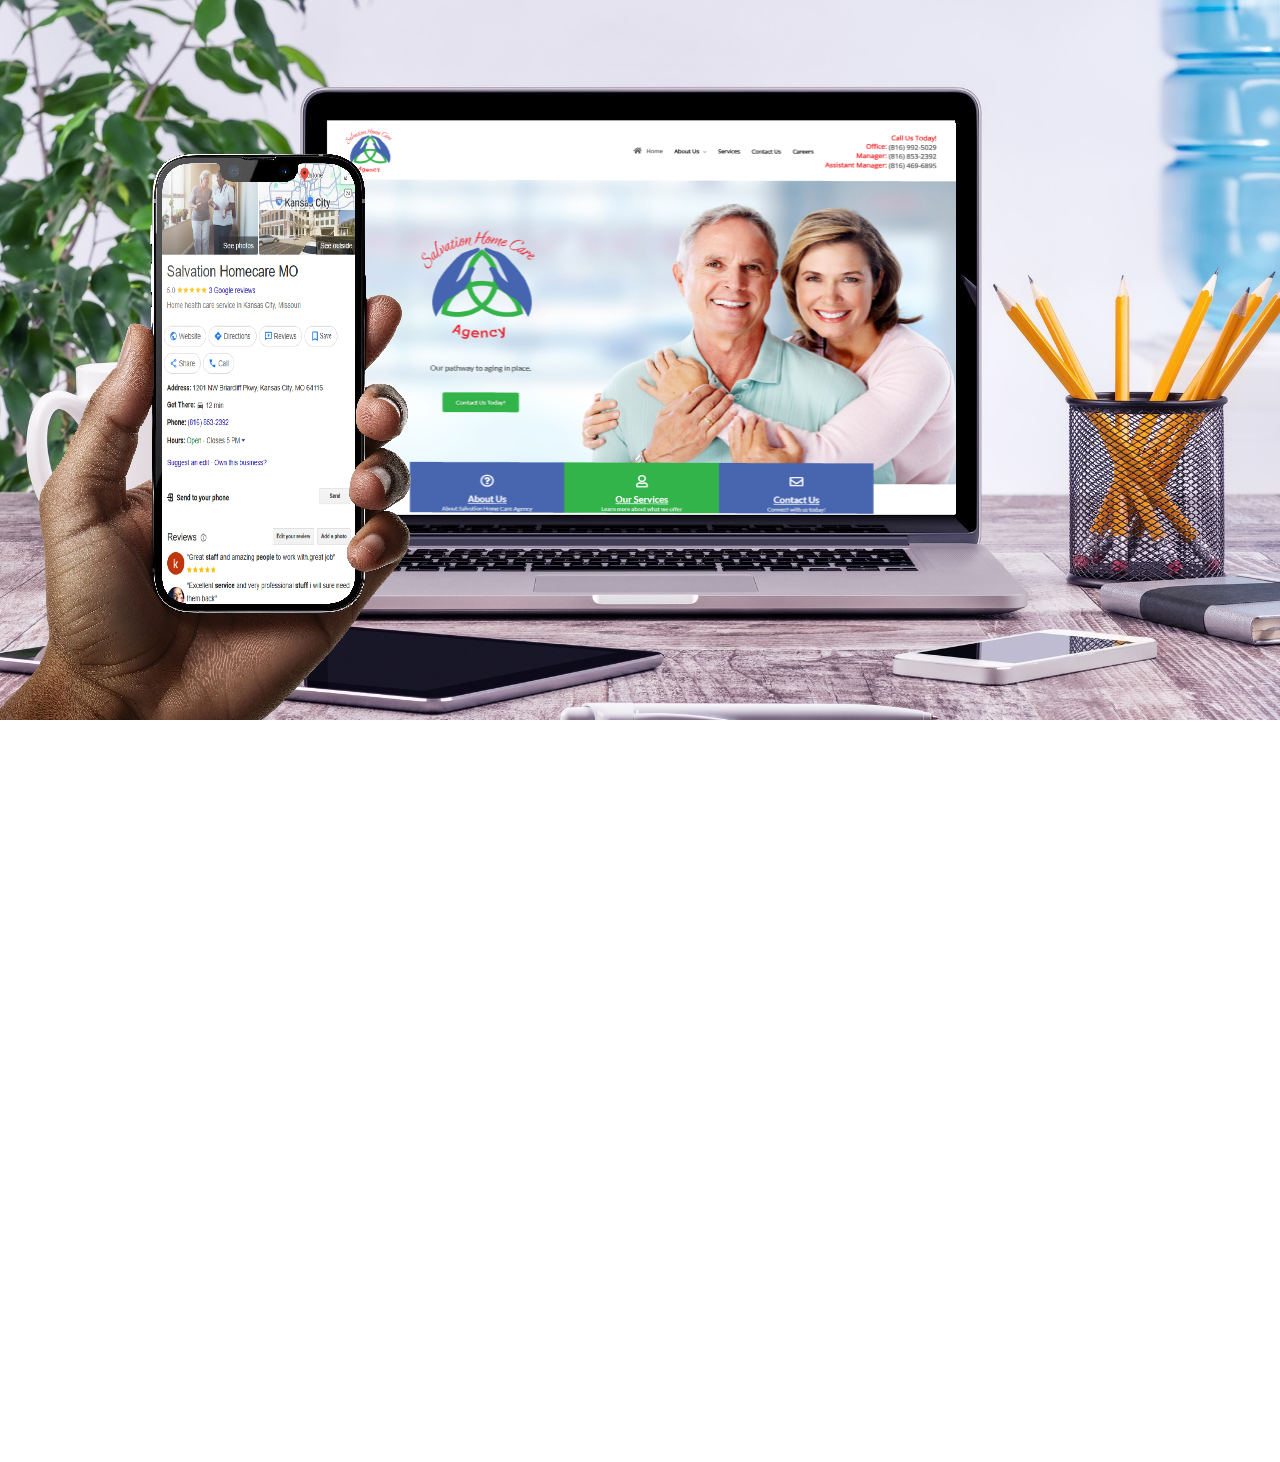 Salvation Home Care
Agency
Home
About Us
Services
Contact Us
Careers
Call Us Today!
Office: (816) 992-5029
Manager: (816) 853-2392
Assistant Manager: (816) 469-6895
Salvation Home Care
Agency
Our pathway to aging in place.
Contact Us Today!
About Us
About Salvation Home Care Agency
Our Services
Learn more about what we offer
Contact Us
Connect with us today!
Kansas City
See photos
See outside
Salvation Homecare MO
5.0 ★★★★★ 3 Google reviews
Home health care service in Kansas City, Missouri
Website
Directions
Reviews
Save
Share
Call
Address: 1201 NW Briarcliff Pkwy, Kansas City, MO 64116
Get There: 12 min
Phone: (816) 853-2392
Hours: Open · Closes 5 PM
Suggest an edit · Own this business?
Send to your phone
Send
Reviews
Edit your review
Add a photo
k
"Great staff and amazing people to work with.great job"
★★★★★
"Excellent service and very professional stuff i will sure need
them back"